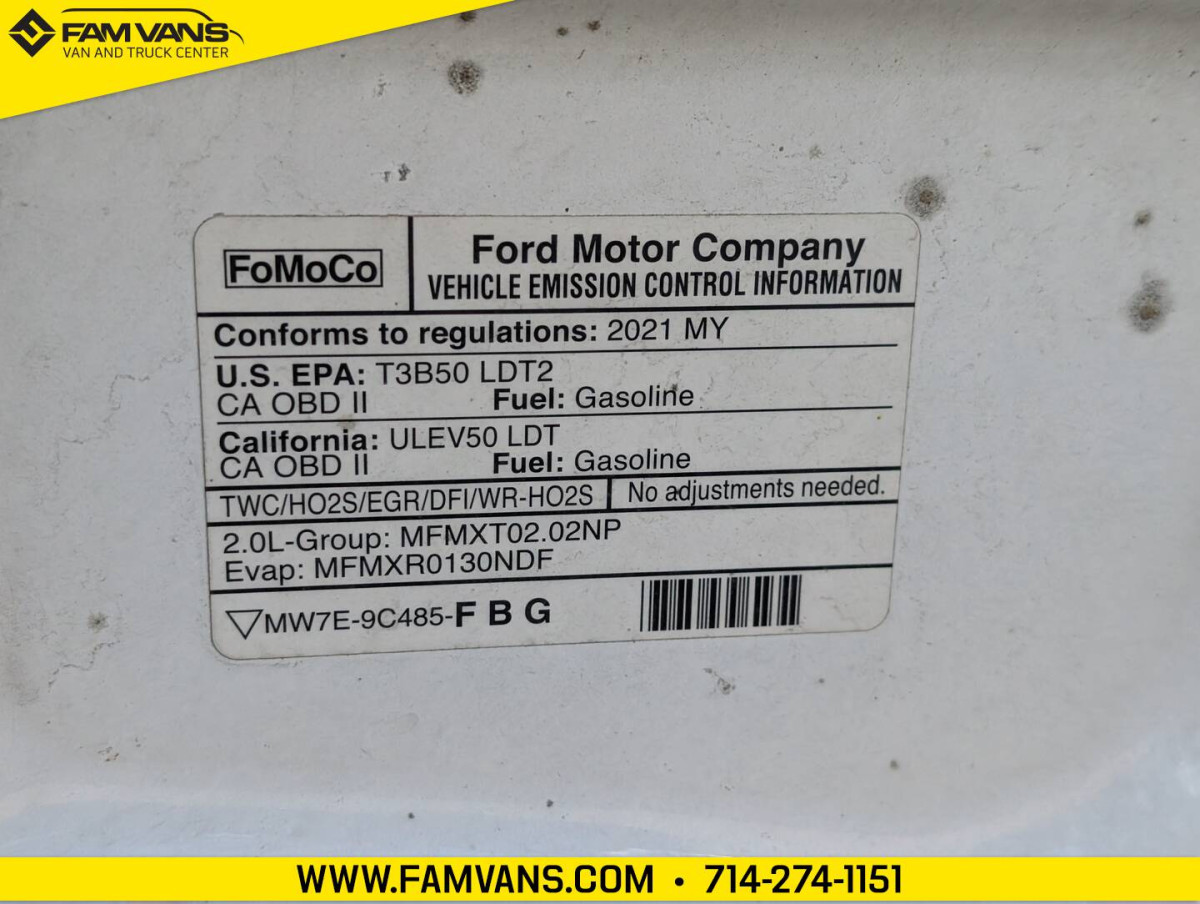 FAM VANS
VAN AND TRUCK CENTER
FoMoCo
Ford Motor Company
VEHICLE EMISSION CONTROL INFORMATION
Conforms to regulations: 2021 MY
U.S. EPA: T3B50 LDT2
CA OBD II Fuel: Gasoline
California: ULEV50 LDT
CA OBD II Fuel: Gasoline
TWC/HO2S/EGR/DFI/WR-HO2S No adjustments needed.
2.0L-Group: MFMXT02.02NP
Evap: MFMXR0130NDF
MW7E-9C485-F B G
WWW.FAMVANS.COM • 714-274-1151